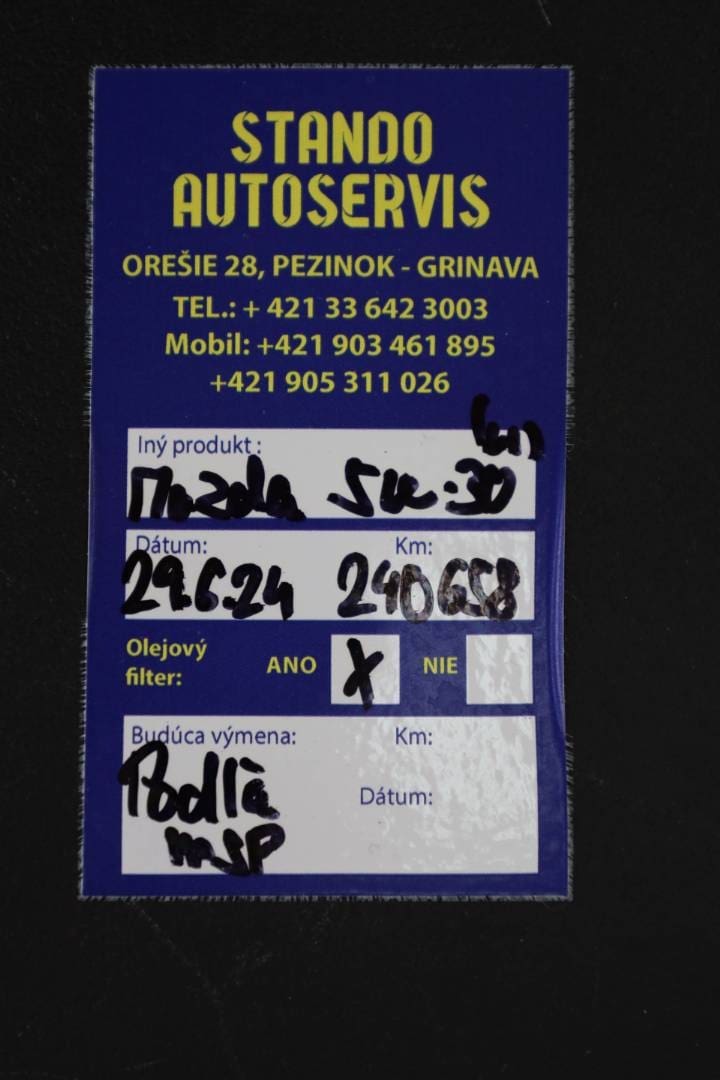 STANDO
AUTOSERVIS
OREŠIE 28, PEZINOK - GRINAVA
TEL.: + 421 33 642 3003
Mobil: +421 903 461 895
+421 905 311 026
Iný produkt :
Mazda 5w-30
Dátum: Km:
29.6.24 240658
Olejový
filter: ANO X NIE
Budúca výmena: Km:
Podľa
Dátum: